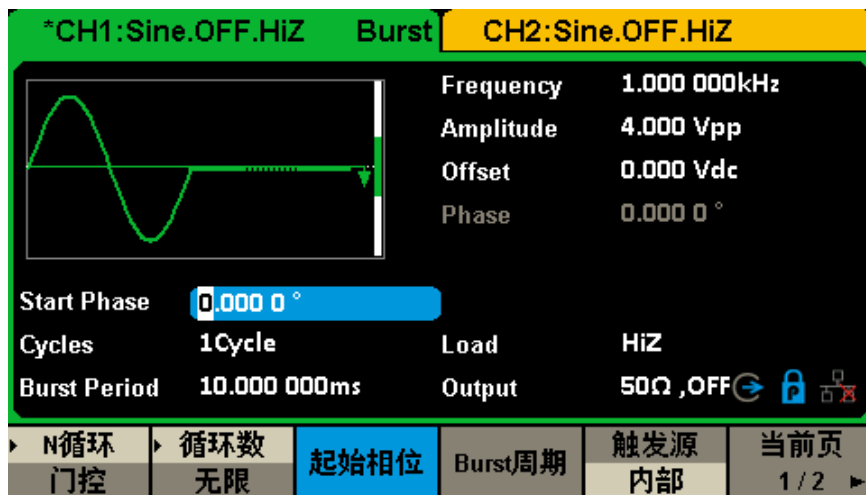 *CH1:Sine.OFF.HiZ Burst CH2:Sine.OFF.HiZ
Frequency 1.000 000kHz
Amplitude 4.000 Vpp
Offset 0.000 Vdc
Phase 0.000 0 °
Start Phase 0.000 0 °
Cycles 1Cycle Load HiZ
Burst Period 10.000 000ms Output 50Ω ,OFF P
N循环 循环数 起始相位 Burst周期 触发源 当前页
门控 无限 内部 1/2